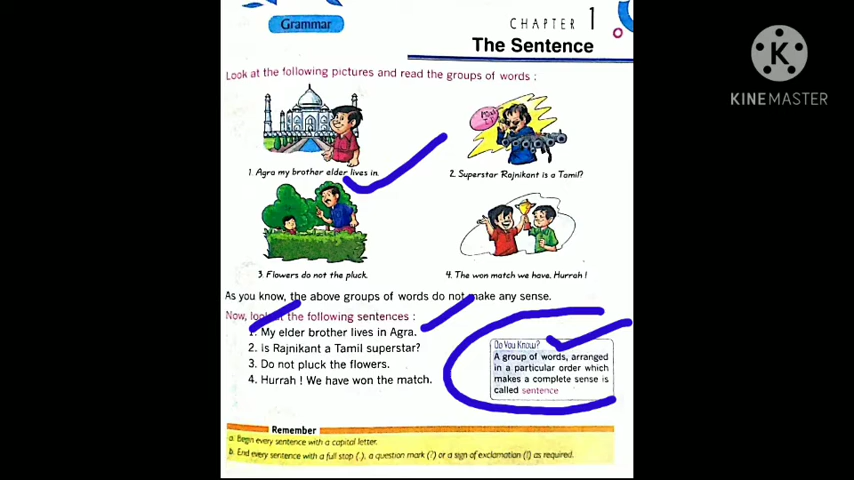 Grammar
CHAPTER 1
The Sentence
Look at the following pictures and read the groups of words :
1. Agra my brother elder lives in.
2. Superstar Rajnikant is a Tamil?
3. Flowers do not the pluck.
4. The won match we have. Hurrah !
As you know, the above groups of words do not make any sense.
Now, look at the following sentences :
1. My elder brother lives in Agra.
2. Is Rajnikant a Tamil superstar?
3. Do not pluck the flowers.
4. Hurrah ! We have won the match.
Do You Know?
A group of words, arranged
in a particular order which
makes a complete sense is
called sentence
Remember
a. Begin every sentence with a capital letter.
b. End every sentence with a full stop (.), a question mark (?) or a sign of exclamation (!) as required.
K
KINEMASTER